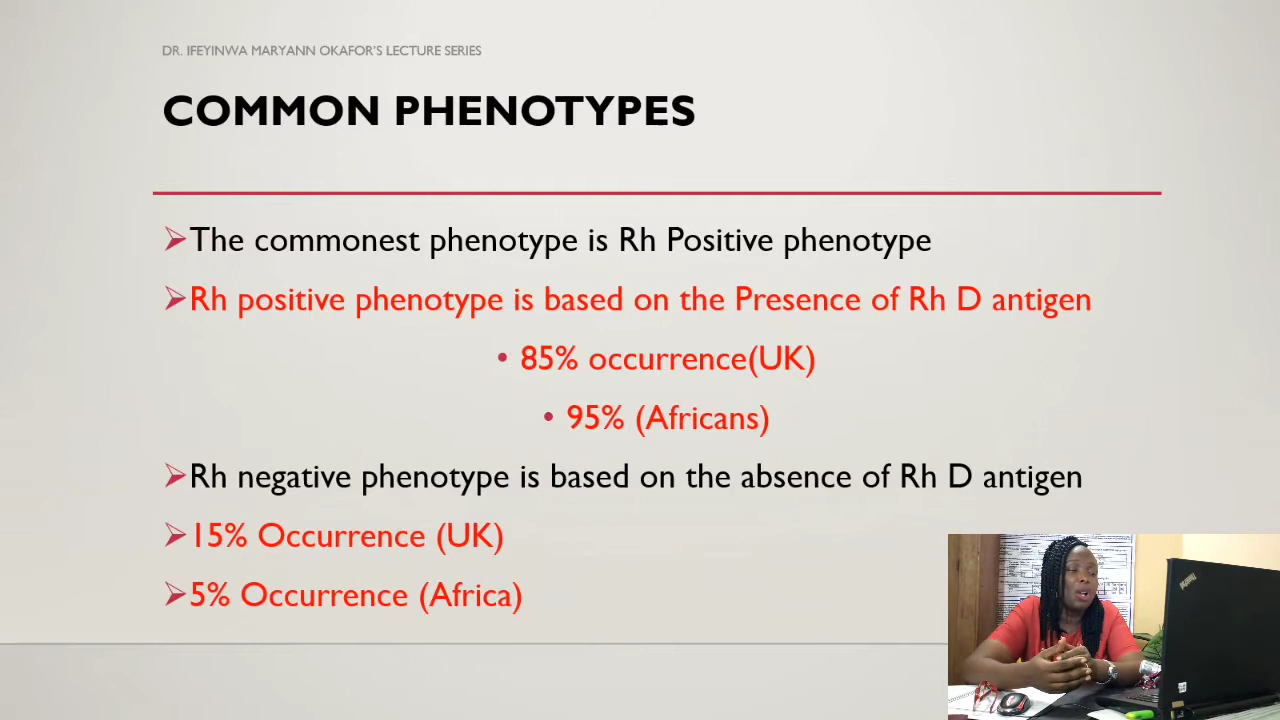 DR. IFEYINWA MARYANN OKAFOR'S LECTURE SERIES
COMMON PHENOTYPES
➢The commonest phenotype is Rh Positive phenotype
➢Rh positive phenotype is based on the Presence of Rh D antigen
• 85% occurrence(UK)
• 95% (Africans)
➢Rh negative phenotype is based on the absence of Rh D antigen
➢15% Occurrence (UK)
➢5% Occurrence (Africa)